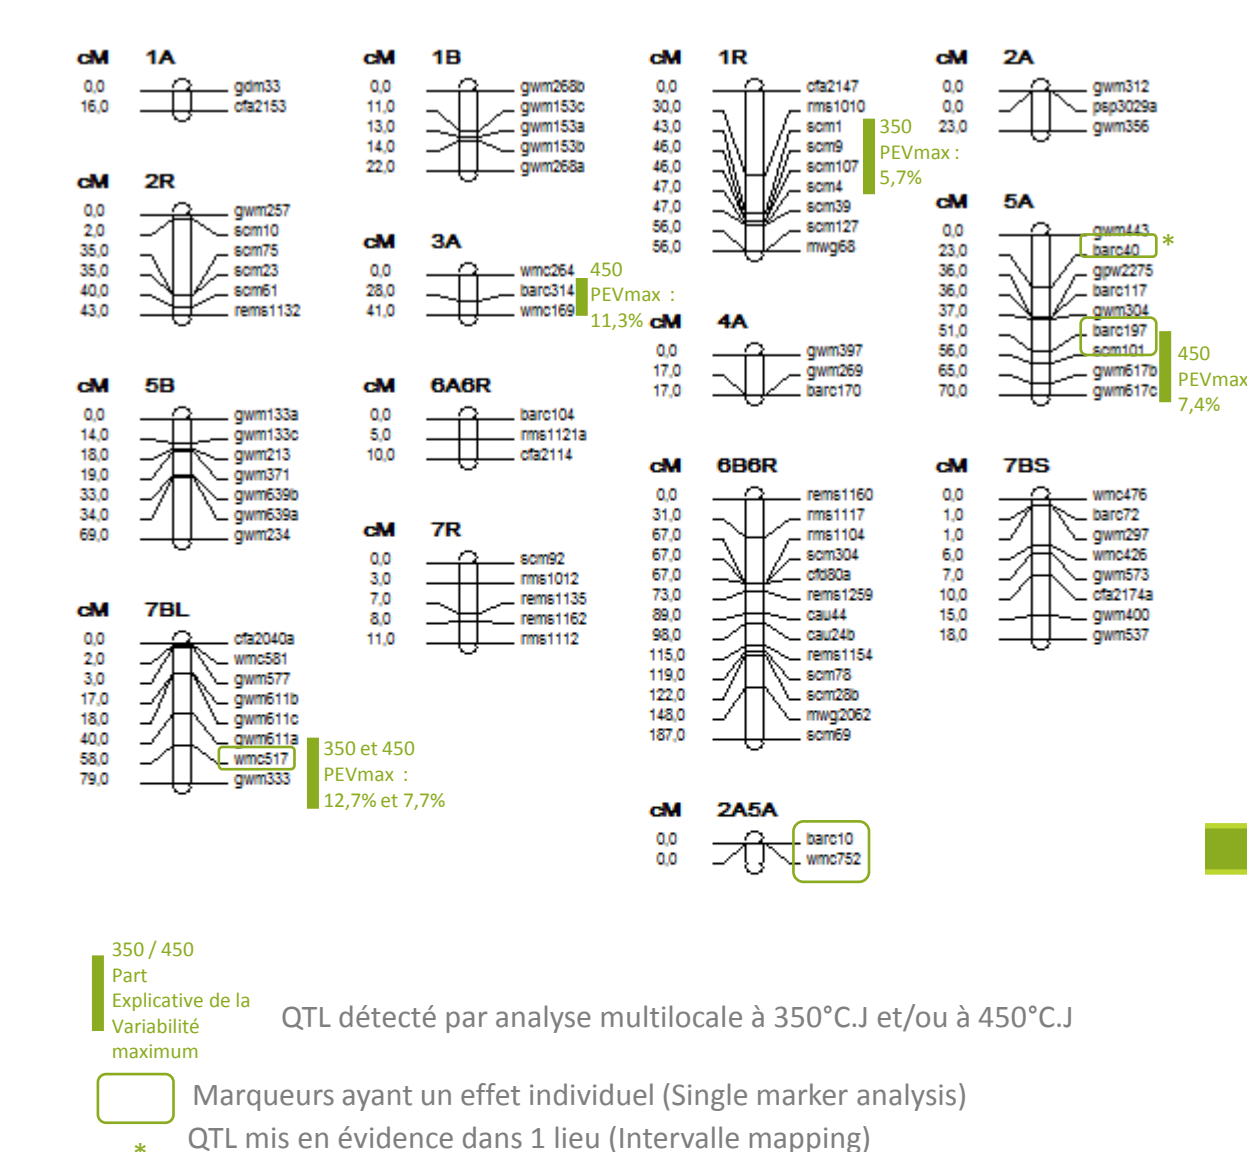 cM 1A
0,0 gdm33
16,0 cfa2153
cM 1B
0,0 gwm268b
11,0 gwm153c
13,0 gwm153a
14,0 gwm153b
22,0 gwm268a
cM 1R
0,0 cfa2147
30,0 rms1010
43,0 scm1
46,0 scm9
46,0 scm107
47,0 scm4
47,0 scm39
56,0 scm127
56,0 mwg68
350
PEVmax :
5,7%
cM 2A
0,0 gwm312
0,0 psp3029a
23,0 gwm356
cM 2R
0,0 gwm257
2,0 scm10
35,0 scm75
35,0 scm23
40,0 scm61
43,0 rems1132
cM 3A
0,0 wmc264
28,0 barc314
41,0 wmc169
450
PEVmax :
11,3%
cM 4A
0,0 gwm397
17,0 gwm269
17,0 barc170
cM 5A
0,0 gwm443
23,0 barc40 *
36,0 gpw2275
36,0 barc117
37,0 gwm304
51,0 barc197
56,0 scm101
65,0 gwm617b
70,0 gwm617c
450
PEVmax
7,4%
cM 5B
0,0 gwm133a
14,0 gwm133c
18,0 gwm213
19,0 gwm371
33,0 gwm639b
34,0 gwm639a
69,0 gwm234
cM 6A6R
0,0 barc104
5,0 rms1121a
10,0 cfa2114
cM 6B6R
0,0 rems1160
31,0 rms1117
67,0 rms1104
67,0 scm304
67,0 cfd80a
73,0 rems1259
89,0 cau44
98,0 cau24b
115,0 rems1154
119,0 scm78
122,0 scm28b
148,0 mwg2062
187,0 scm69
cM 7BS
0,0 wmc476
1,0 barc72
1,0 gwm297
6,0 wmc426
7,0 gwm573
10,0 cfa2174a
15,0 gwm400
18,0 gwm537
cM 7R
0,0 scm92
3,0 rms1012
7,0 rems1135
8,0 rems1162
11,0 rms1112
cM 7BL
0,0 cfa2040a
2,0 wmc581
3,0 gwm577
17,0 gwm611b
18,0 gwm611c
40,0 gwm611a
58,0 wmc517
79,0 gwm333
350 et 450
PEVmax :
12,7% et 7,7%
cM 2A5A
0,0 barc10
0,0 wmc752
350 / 450
Part
Explicative de la
Variabilité
maximum
QTL détecté par analyse multilocale à 350°C.J et/ou à 450°C.J
Marqueurs ayant un effet individuel (Single marker analysis)
* QTL mis en évidence dans 1 lieu (Intervalle mapping)